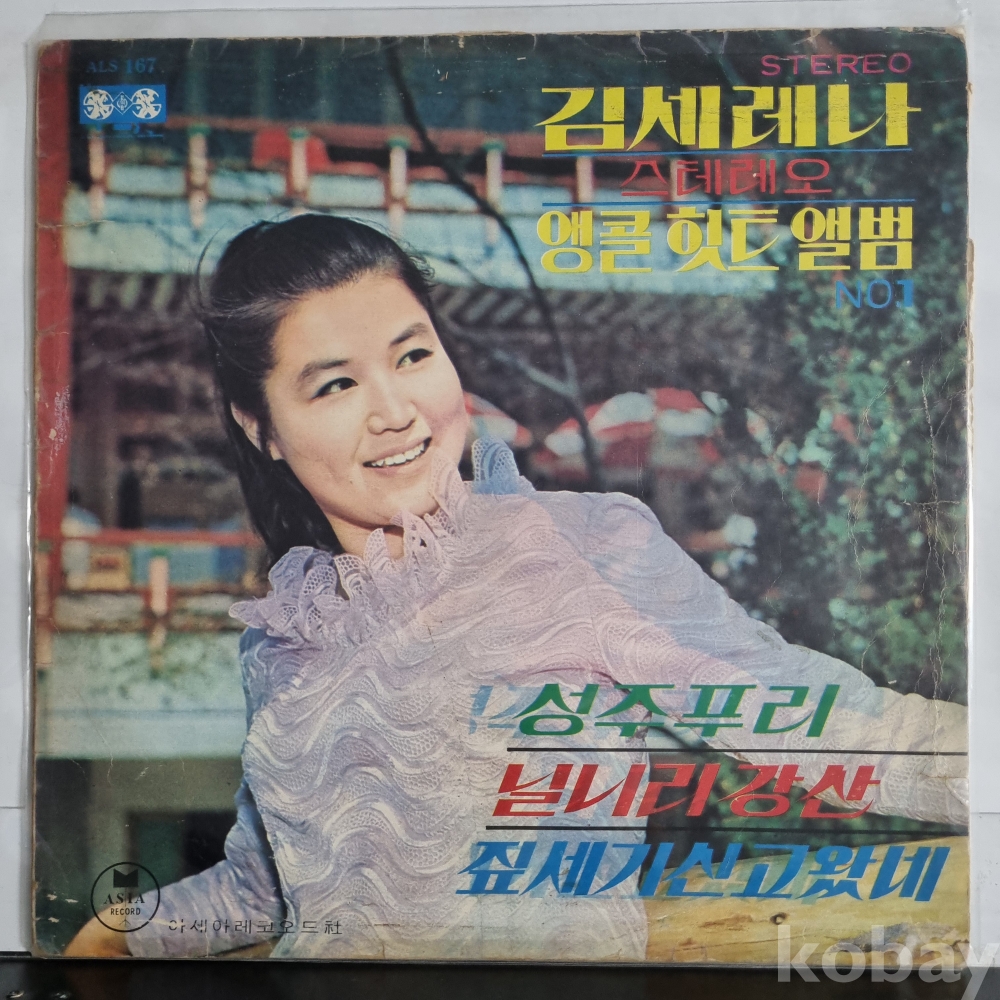 ALS 167
STEREO
김세레나
스테레오
앵콜 힛트 앨범
NO1
성주푸리
닐니리 강산
짚세기 신고 왔네
ASIA
RECORD
아세아레코오드社
kobay